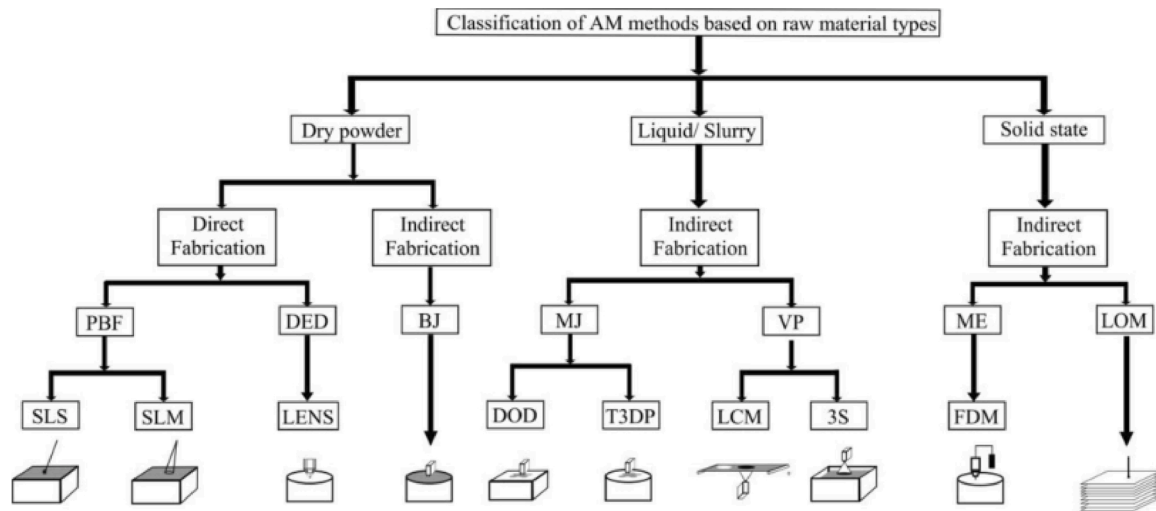 Classification of AM methods based on raw material types
Dry powder
Liquid/ Slurry
Solid state
Direct
Fabrication
Indirect
Fabrication
Indirect
Fabrication
Indirect
Fabrication
PBF
DED
BJ
MJ
VP
ME
LOM
SLS
SLM
LENS
DOD
T3DP
LCM
3S
FDM